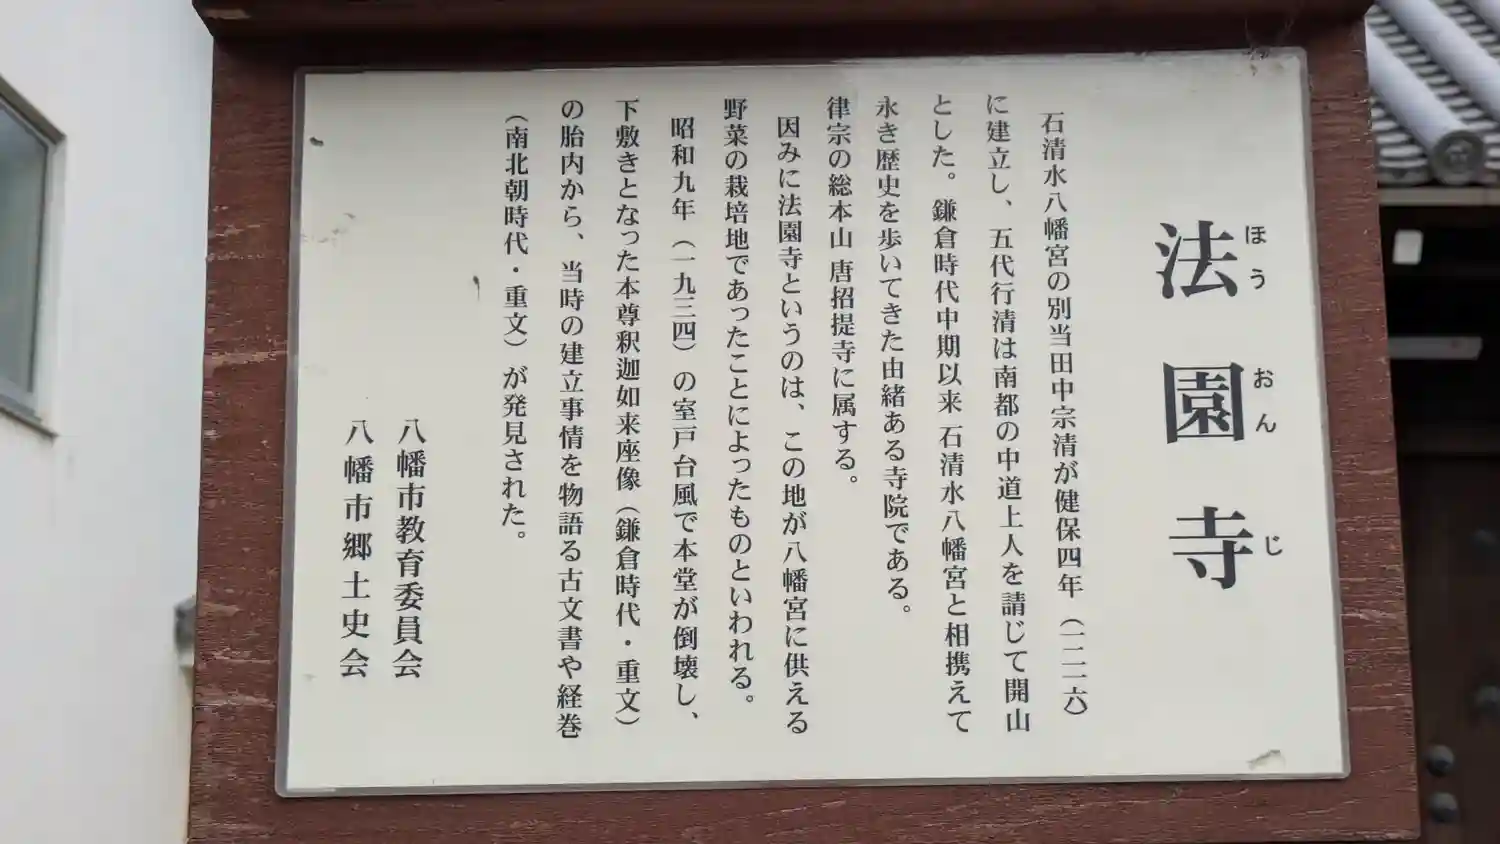 法園寺
ほうおんじ
石清水八幡宮の別当田中宗清が健保四年（一二一六）
に建立し、五代行清は南都の中道上人を請じて開山
とした。鎌倉時代中期以来 石清水八幡宮と相携えて
永き歴史を歩いてきた由緒ある寺院である。
律宗の総本山 唐招提寺に属する。
因みに法園寺というのは、この地が八幡宮に供える
野菜の栽培地であったことによったものといわれる。
昭和九年（一九三四）の室戸台風で本堂が倒壊し、
下敷きとなった本尊釈迦如来座像（鎌倉時代・重文）
の胎内から、当時の建立事情を物語る古文書や経巻
（南北朝時代・重文）が発見された。
八幡市教育委員会
八幡市郷土史会